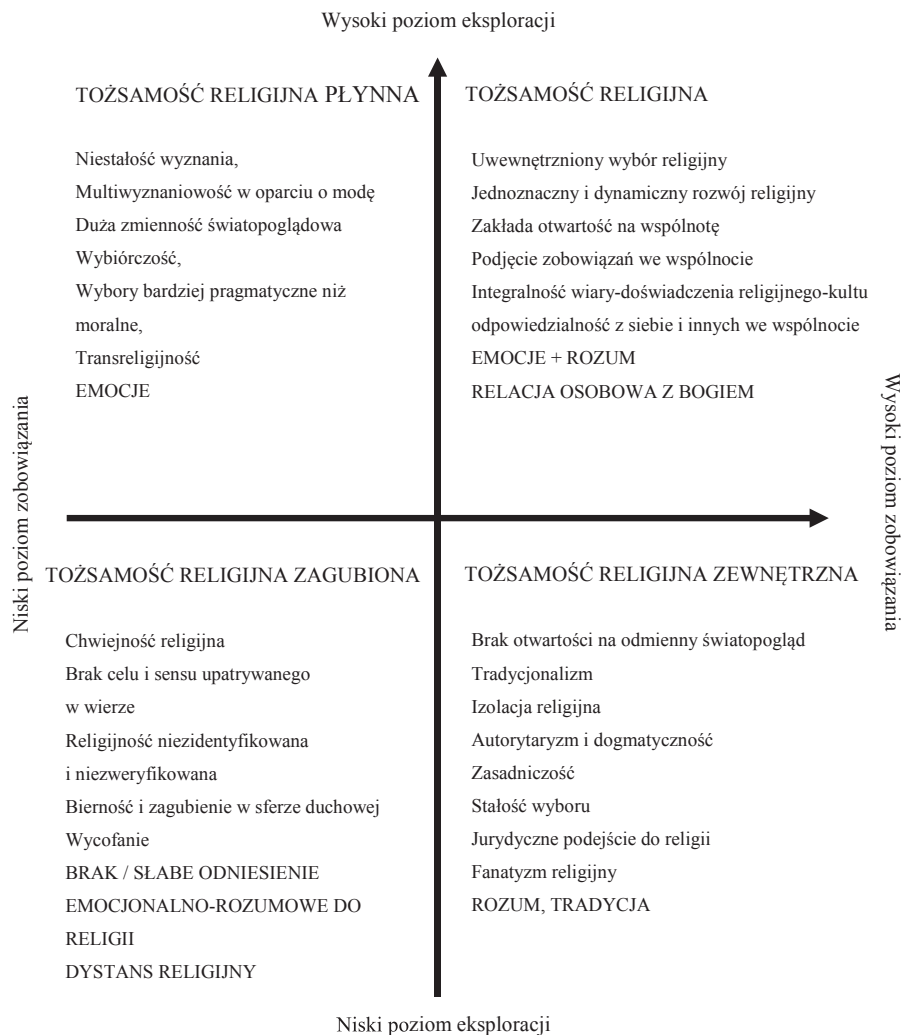 Wysoki poziom eksploracji
TOŻSAMOŚĆ RELIGIJNA PŁYNNA
Niestałość wyznania,
Multiwyznaniowość w oparciu o modę
Duża zmienność światopoglądowa
Wybiórczość,
Wybory bardziej pragmatyczne niż
moralne,
Transreligijność
EMOCJE
TOŻSAMOŚĆ RELIGIJNA
Uwewnętrzniony wybór religijny
Jednoznaczny i dynamiczny rozwój religijny
Zakłada otwartość na wspólnotę
Podjęcie zobowiązań we wspólnocie
Integralność wiary-doświadczenia religijnego-kultu
odpowiedzialność z siebie i innych we wspólnocie
EMOCJE + ROZUM
RELACJA OSOBOWA Z BOGIEM
Niski poziom zobowiązania
Wysoki poziom zobowiązania
TOŻSAMOŚĆ RELIGIJNA ZAGUBIONA
Chwiejność religijna
Brak celu i sensu upatrywanego
w wierze
Religijność niezidentyfikowana
i niezweryfikowana
Bierność i zagubienie w sferze duchowej
Wycofanie
BRAK / SŁABE ODNIESIENIE
EMOCJONALNO-ROZUMOWE DO
RELIGII
DYSTANS RELIGIJNY
TOŻSAMOŚĆ RELIGIJNA ZEWNĘTRZNA
Brak otwartości na odmienny światopogląd
Tradycjonalizm
Izolacja religijna
Autorytaryzm i dogmatyczność
Zasadniczość
Stałość wyboru
Jurydyczne podejście do religii
Fanatyzm religijny
ROZUM, TRADYCJA
Niski poziom eksploracji